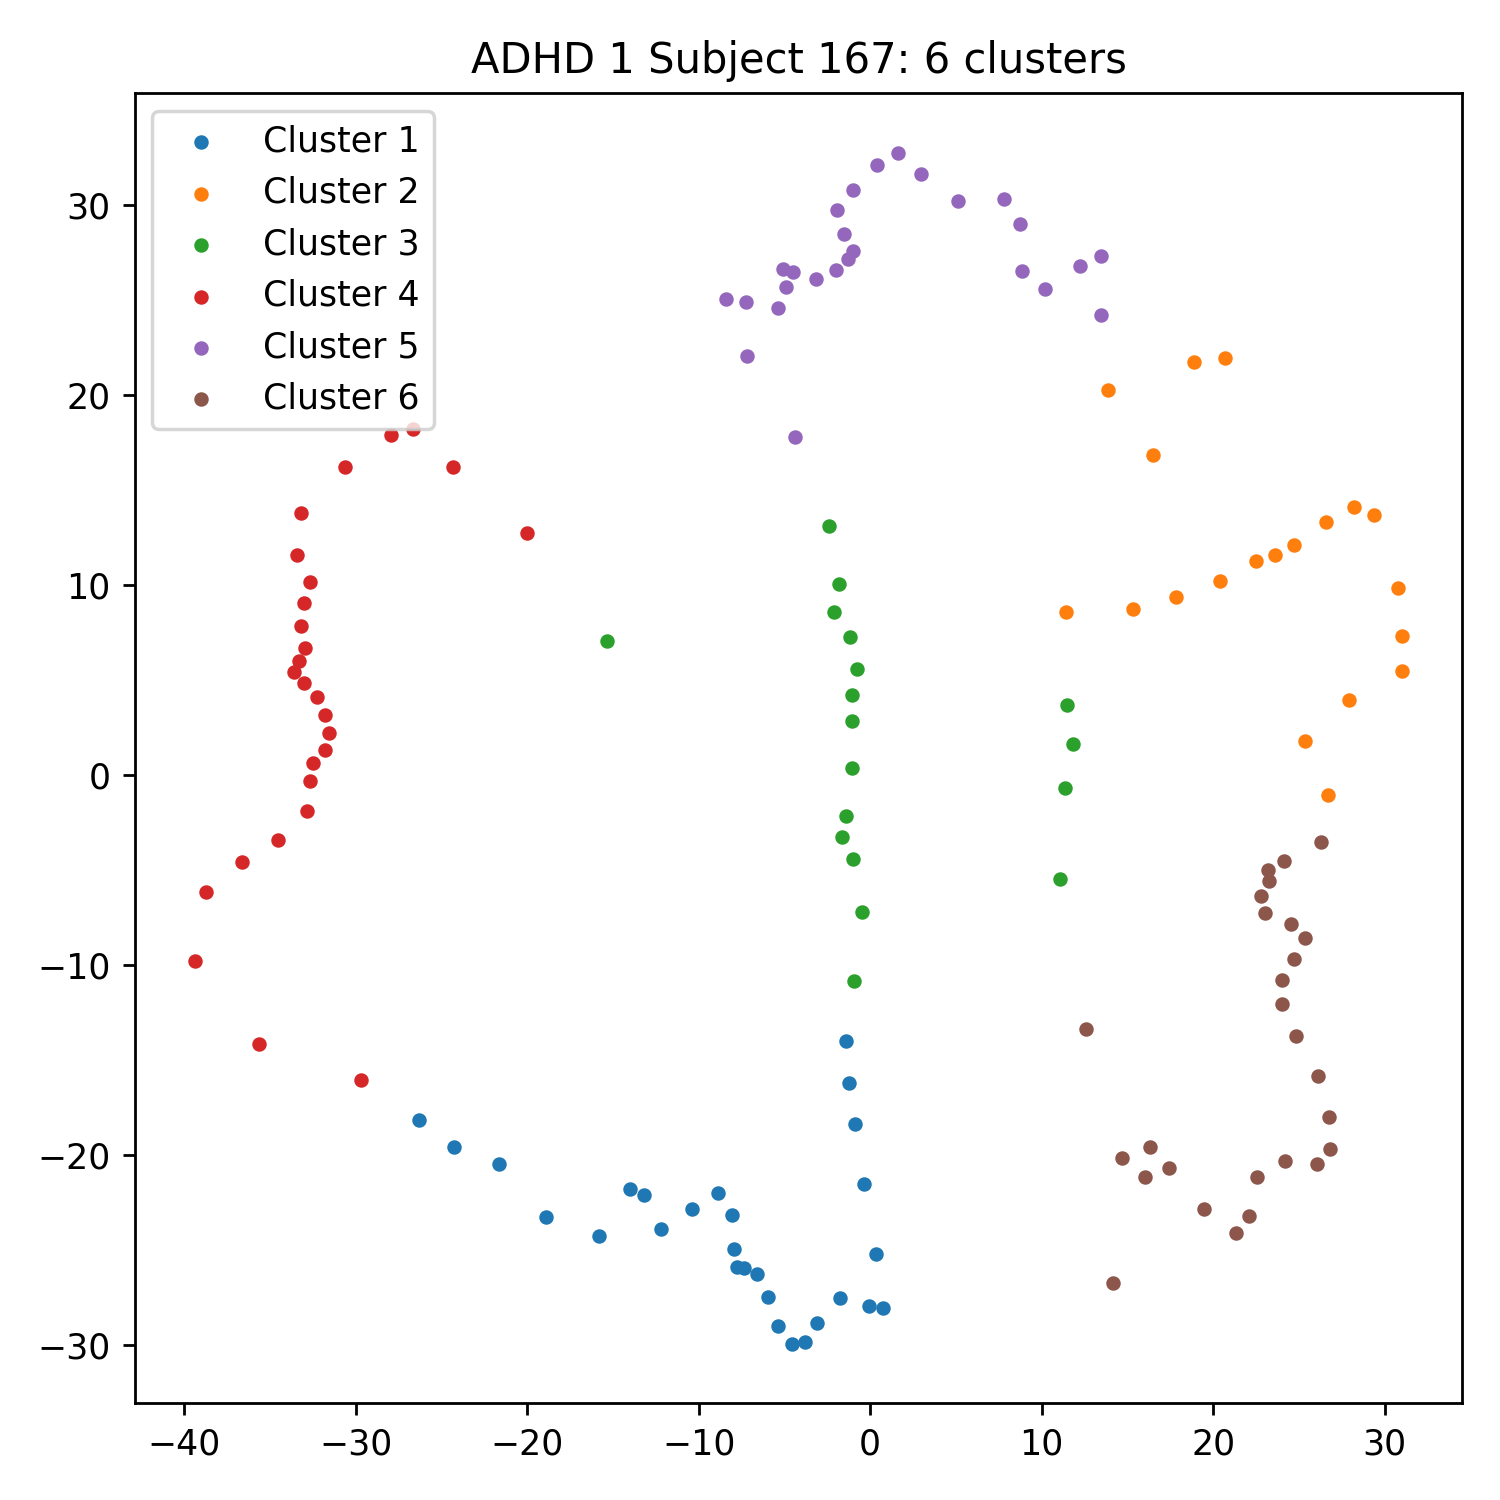 ADHD 1 Subject 167: 6 clusters
Cluster 1
Cluster 2
Cluster 3
Cluster 4
Cluster 5
Cluster 6
30
20
10
0
−10
−20
−30
−40 −30 −20 −10 0 10 20 30